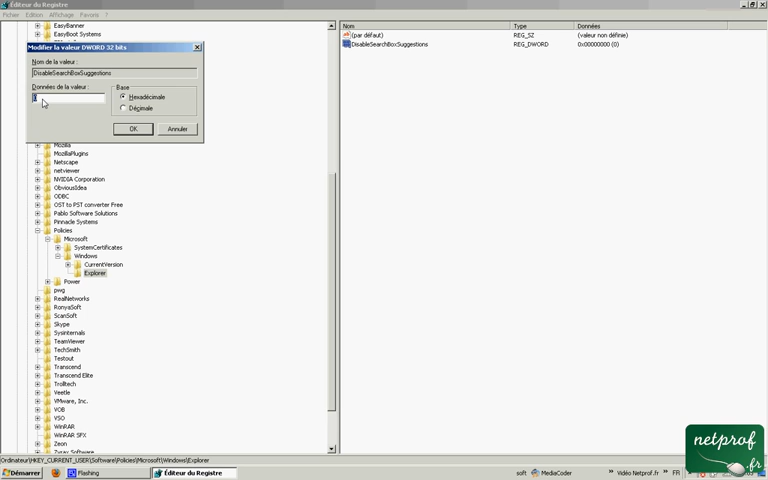 Éditeur du Registre
Fichier Edition Affichage Favoris ?
EasyBanner
EasyBoot Systems
Modifier la valeur DWORD 32 bits
Nom de la valeur :
DisableSearchBoxSuggestions
Données de la valeur :
Base
Hexadécimale
Décimale
OK
Annuler
Mozilla
MozillaPlugins
Netscape
netviewer
NVIDIA Corporation
ObviousIdea
ODBC
OST to PST converter Free
Pablo Software Solutions
Pinnacle Systems
Policies
Microsoft
SystemCertificates
Windows
CurrentVersion
Explorer
Power
pwg
RealNetworks
RonyaSoft
ScanSoft
Skype
Sysinternals
TeamViewer
TechSmith
Testout
Transcend
Transcend Elite
Trolltech
Veetle
VMware, Inc.
VOB
VSO
WinRAR
WinRAR SFX
Zeon
Nom Type Données
(par défaut) REG_SZ (valeur non définie)
DisableSearchBoxSuggestions REG_DWORD 0x00000000 (0)
Ordinateur\HKEY_CURRENT_USER\Software\Policies\Microsoft\Windows\Explorer
Démarrer
Flashing
Éditeur du Registre
soft
MediaCoder
»
Vidéo Netprof.fr
»
FR
netprof
.fr